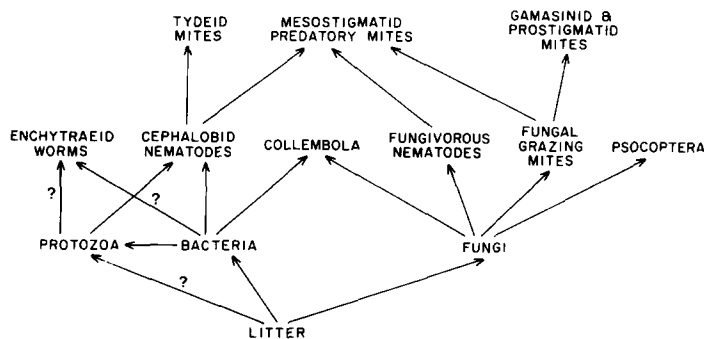 TYDEID
MITES
MESOSTIGMATID
PREDATORY MITES
GAMASINID &
PROSTIGMATID
MITES
ENCHYTRAEID
WORMS
CEPHALOBID
NEMATODES
COLLEMBOLA
FUNGIVOROUS
NEMATODES
FUNGAL
GRAZING
MITES
PSOCOPTERA
?
?
PROTOZOA
BACTERIA
FUNGI
?
LITTER